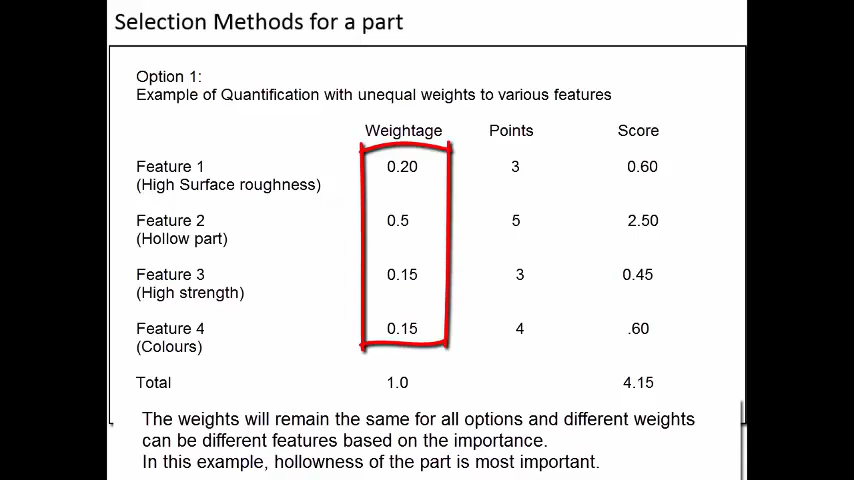 Selection Methods for a part
Option 1:
Example of Quantification with unequal weights to various features
Weightage Points Score
Feature 1 0.20 3 0.60
(High Surface roughness)
Feature 2 0.5 5 2.50
(Hollow part)
Feature 3 0.15 3 0.45
(High strength)
Feature 4 0.15 4 .60
(Colours)
Total 1.0 4.15
The weights will remain the same for all options and different weights
can be different features based on the importance.
In this example, hollowness of the part is most important.